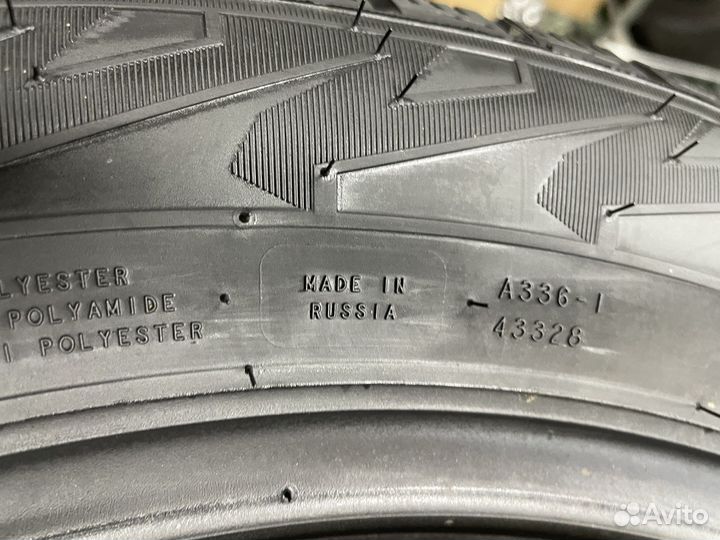 LYESTER
POLYAMIDE
1 POLYESTER
MADE IN
RUSSIA
A336-1
43328
Avito